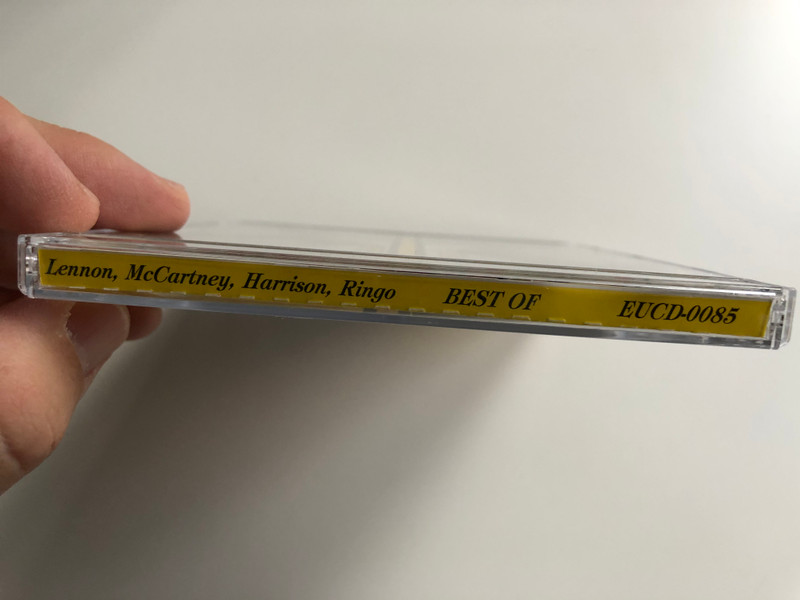 Lennon, McCartney, Harrison, Ringo BEST OF EUCD-0085